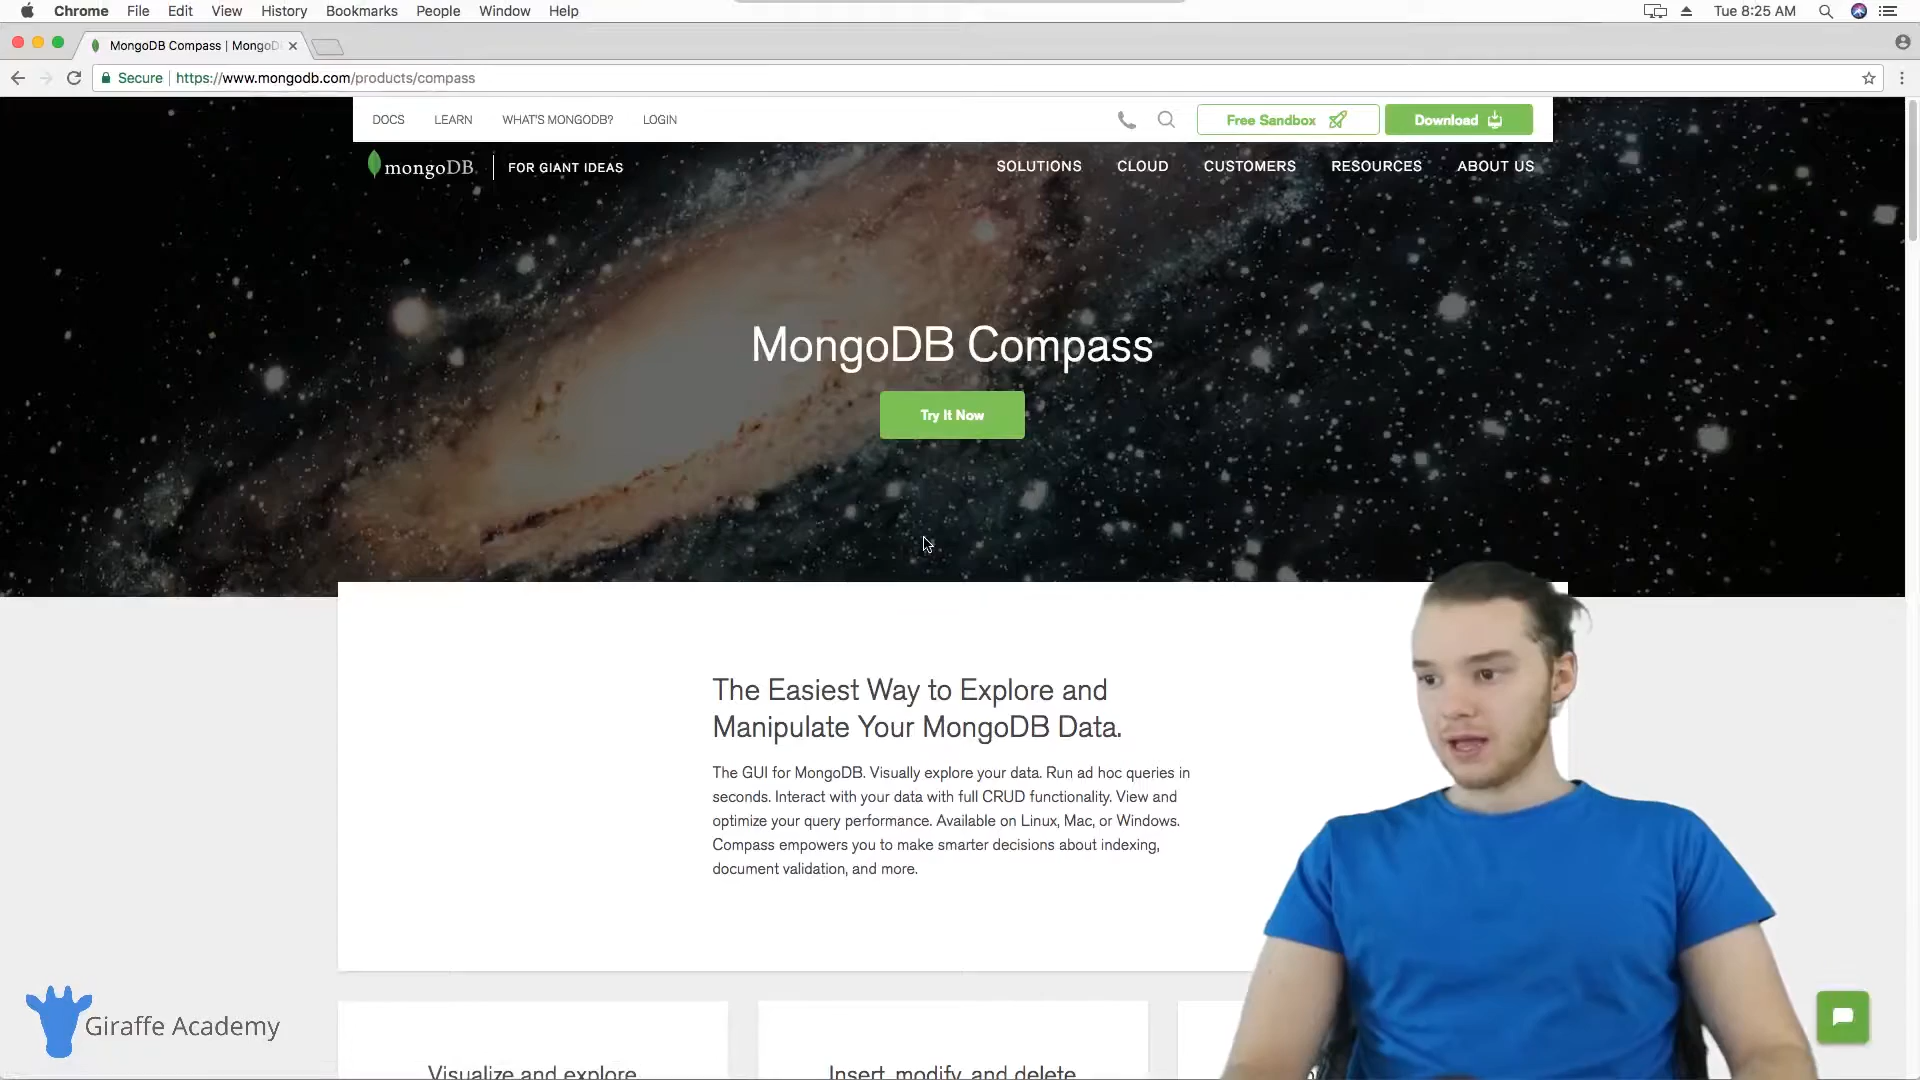 Chrome File Edit View History Bookmarks People Window Help
Tue 8:25 AM
MongoDB Compass | MongoD
Secure https://www.mongodb.com/products/compass
DOCS LEARN WHAT'S MONGODB? LOGIN
Free Sandbox
Download
mongoDB FOR GIANT IDEAS
SOLUTIONS CLOUD CUSTOMERS RESOURCES ABOUT US
MongoDB Compass
Try It Now
The Easiest Way to Explore and
Manipulate Your MongoDB Data.
The GUI for MongoDB. Visually explore your data. Run ad hoc queries in
seconds. Interact with your data with full CRUD functionality. View and
optimize your query performance. Available on Linux, Mac, or Windows.
Compass empowers you to make smarter decisions about indexing,
document validation, and more.
Visualize and explore
Insert, modify, and delete
Giraffe Academy